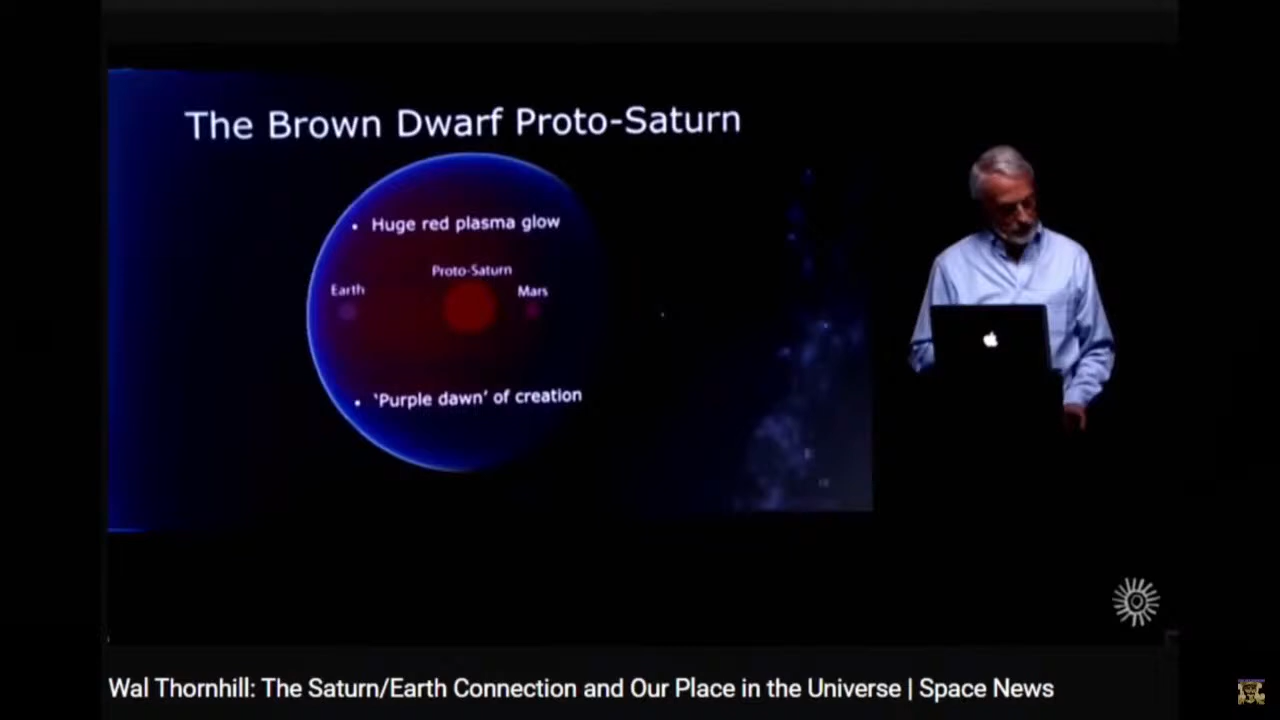 The Brown Dwarf Proto-Saturn
• Huge red plasma glow
Proto-Saturn
Earth
Mars
• ‘Purple dawn’ of creation
Wal Thornhill: The Saturn/Earth Connection and Our Place in the Universe | Space News